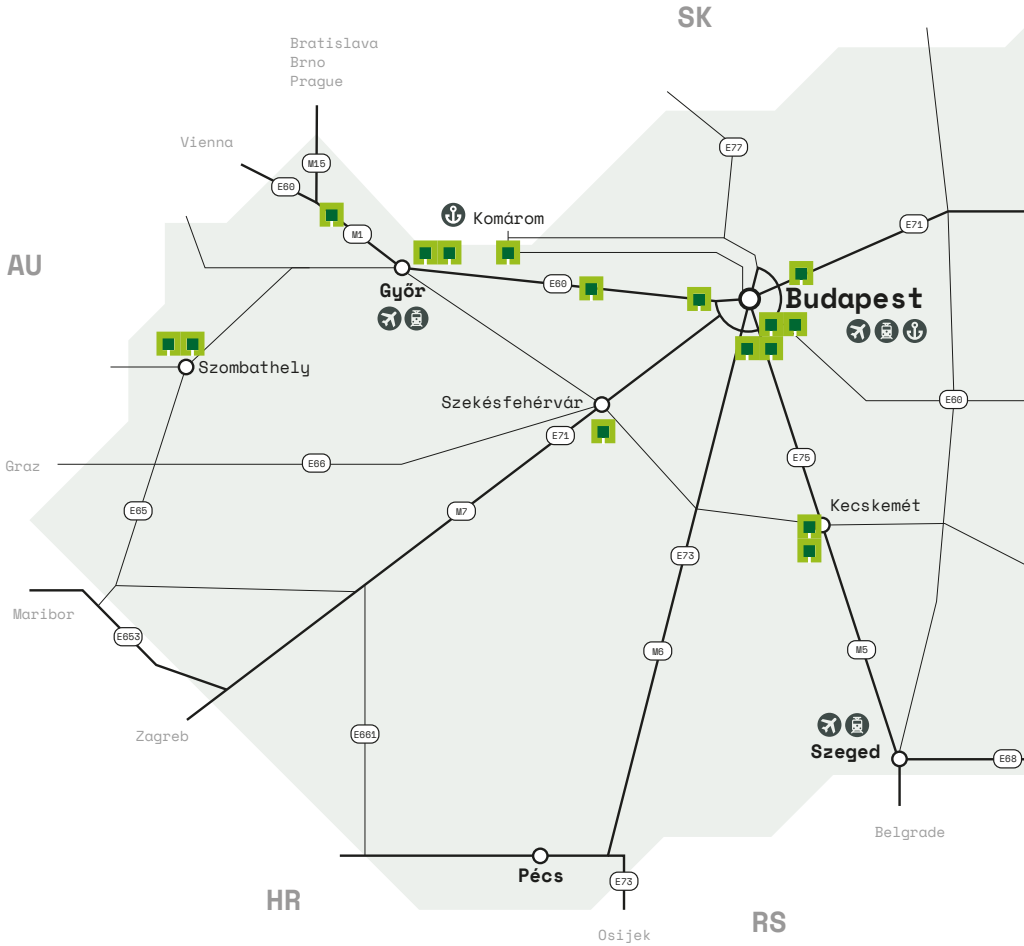 SK
Bratislava
Brno
Prague
Vienna
E77
M15
E60
Komárom
E71
M1
AU
E60
Győr
Budapest
Szombathely
E60
Szekésfehérvár
E71
E75
Graz
E66
Kecskemét
E65
M7
E73
Maribor
E653
M6
M5
Zagreb
E661
Szeged
E68
Belgrade
Pécs
E73
HR
RS
Osijek